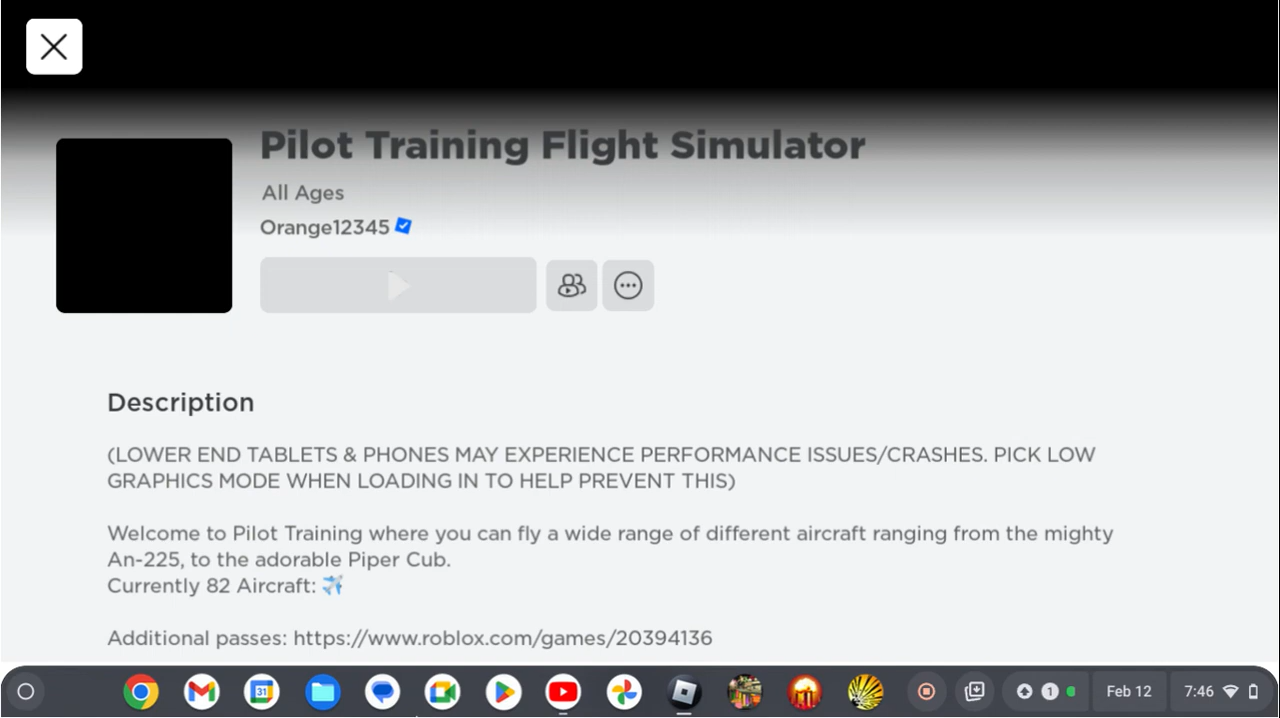 Pilot Training Flight Simulator
All Ages
Orange12345
Description
(LOWER END TABLETS & PHONES MAY EXPERIENCE PERFORMANCE ISSUES/CRASHES. PICK LOW
GRAPHICS MODE WHEN LOADING IN TO HELP PREVENT THIS)
Welcome to Pilot Training where you can fly a wide range of different aircraft ranging from the mighty
An-225, to the adorable Piper Cub.
Currently 82 Aircraft: ✈️
Additional passes: https://www.roblox.com/games/20394136
31
1
Feb 12
7:46